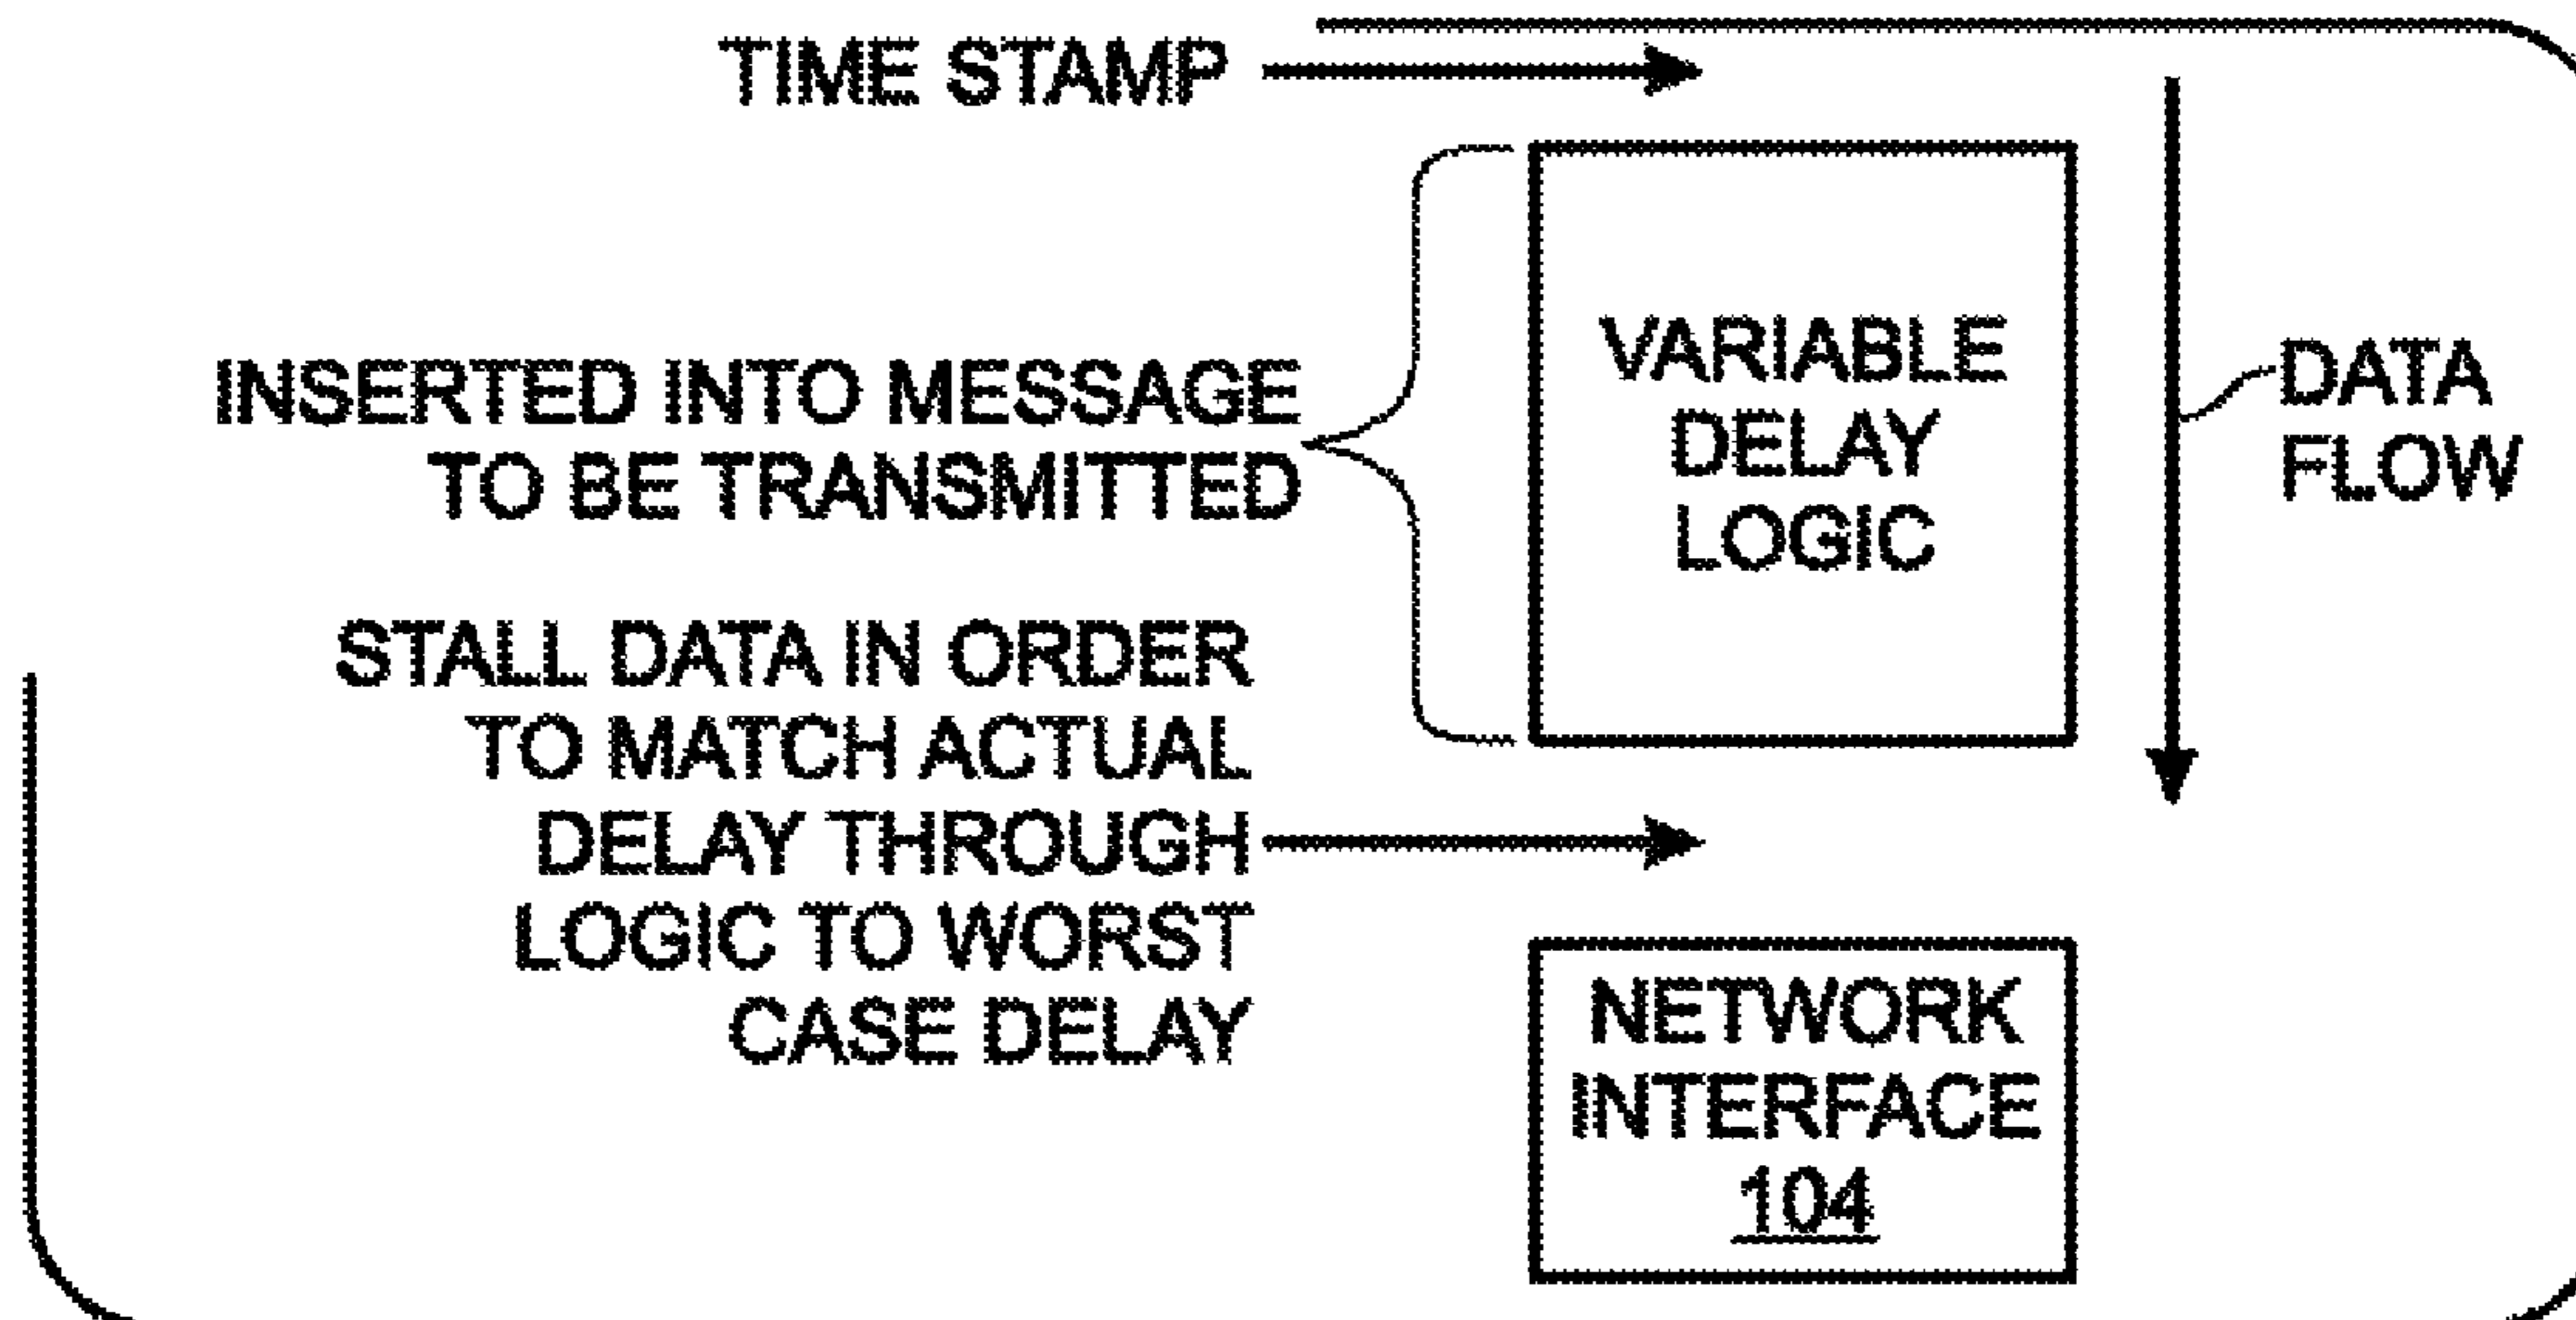 TIME STAMP
INSERTED INTO MESSAGE
TO BE TRANSMITTED
VARIABLE
DELAY
LOGIC
DATA
FLOW
STALL DATA IN ORDER
TO MATCH ACTUAL
DELAY THROUGH
LOGIC TO WORST
CASE DELAY
NETWORK
INTERFACE
104